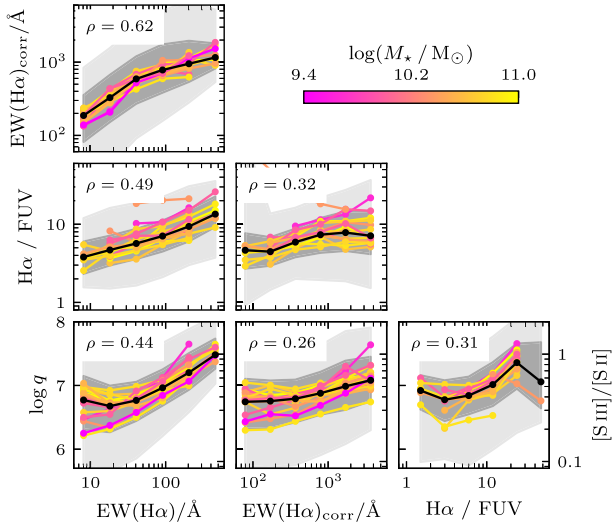 ρ = 0.62
EW(Hα)corr/Å
10³
10²
log(M⋆ / M⊙)
9.4 10.2 11.0
ρ = 0.49
ρ = 0.32
Hα / FUV
10
1
ρ = 0.44
ρ = 0.26
ρ = 0.31
log q
8
7
6
1
0.1
[S III]/[S II]
10 100
10² 10³
1 10
EW(Hα)/Å
EW(Hα)corr/Å
Hα / FUV